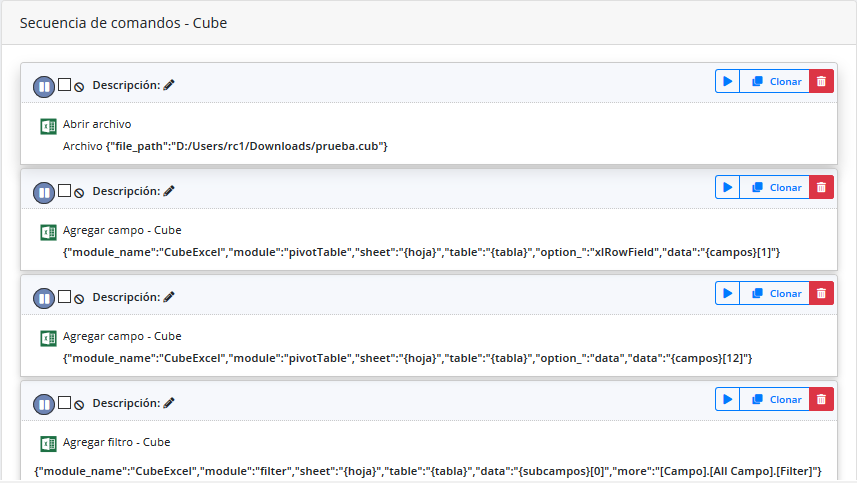 Secuencia de comandos - Cube
Descripción:
Clonar
Abrir archivo
Archivo {"file_path":"D:/Users/rc1/Downloads/prueba.cub"}
Descripción:
Clonar
Agregar campo - Cube
{"module_name":"CubeExcel","module":"pivotTable","sheet":"{hoja}","table":"{tabla}","option_":"xlRowField","data":"{campos}[1]"}
Descripción:
Clonar
Agregar campo - Cube
{"module_name":"CubeExcel","module":"pivotTable","sheet":"{hoja}","table":"{tabla}","option_":"data","data":"{campos}[12]"}
Descripción:
Clonar
Agregar filtro - Cube
{"module_name":"CubeExcel","module":"filter","sheet":"{hoja}","table":"{tabla}","data":"{subcampos}[0]","more":"[Campo].[All Campo].[Filter]"}